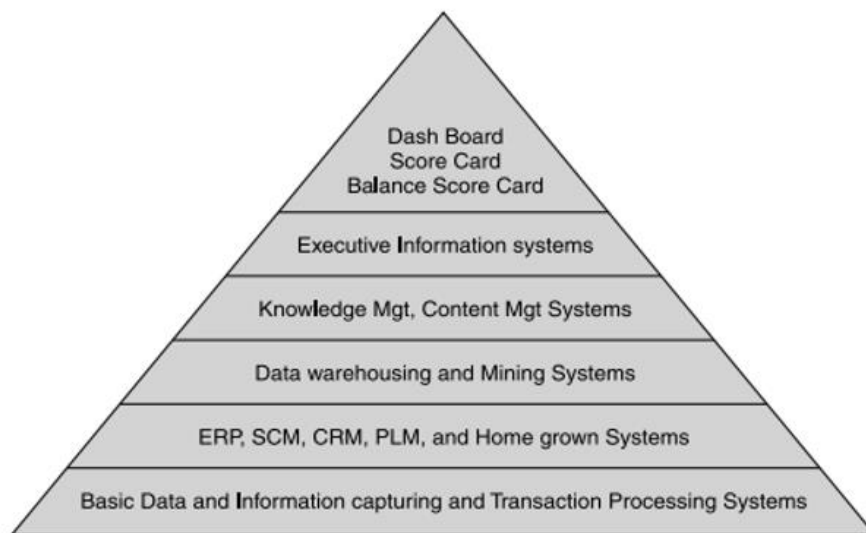 Dash Board
Score Card
Balance Score Card
Executive Information systems
Knowledge Mgt, Content Mgt Systems
Data warehousing and Mining Systems
ERP, SCM, CRM, PLM, and Home grown Systems
Basic Data and Information capturing and Transaction Processing Systems